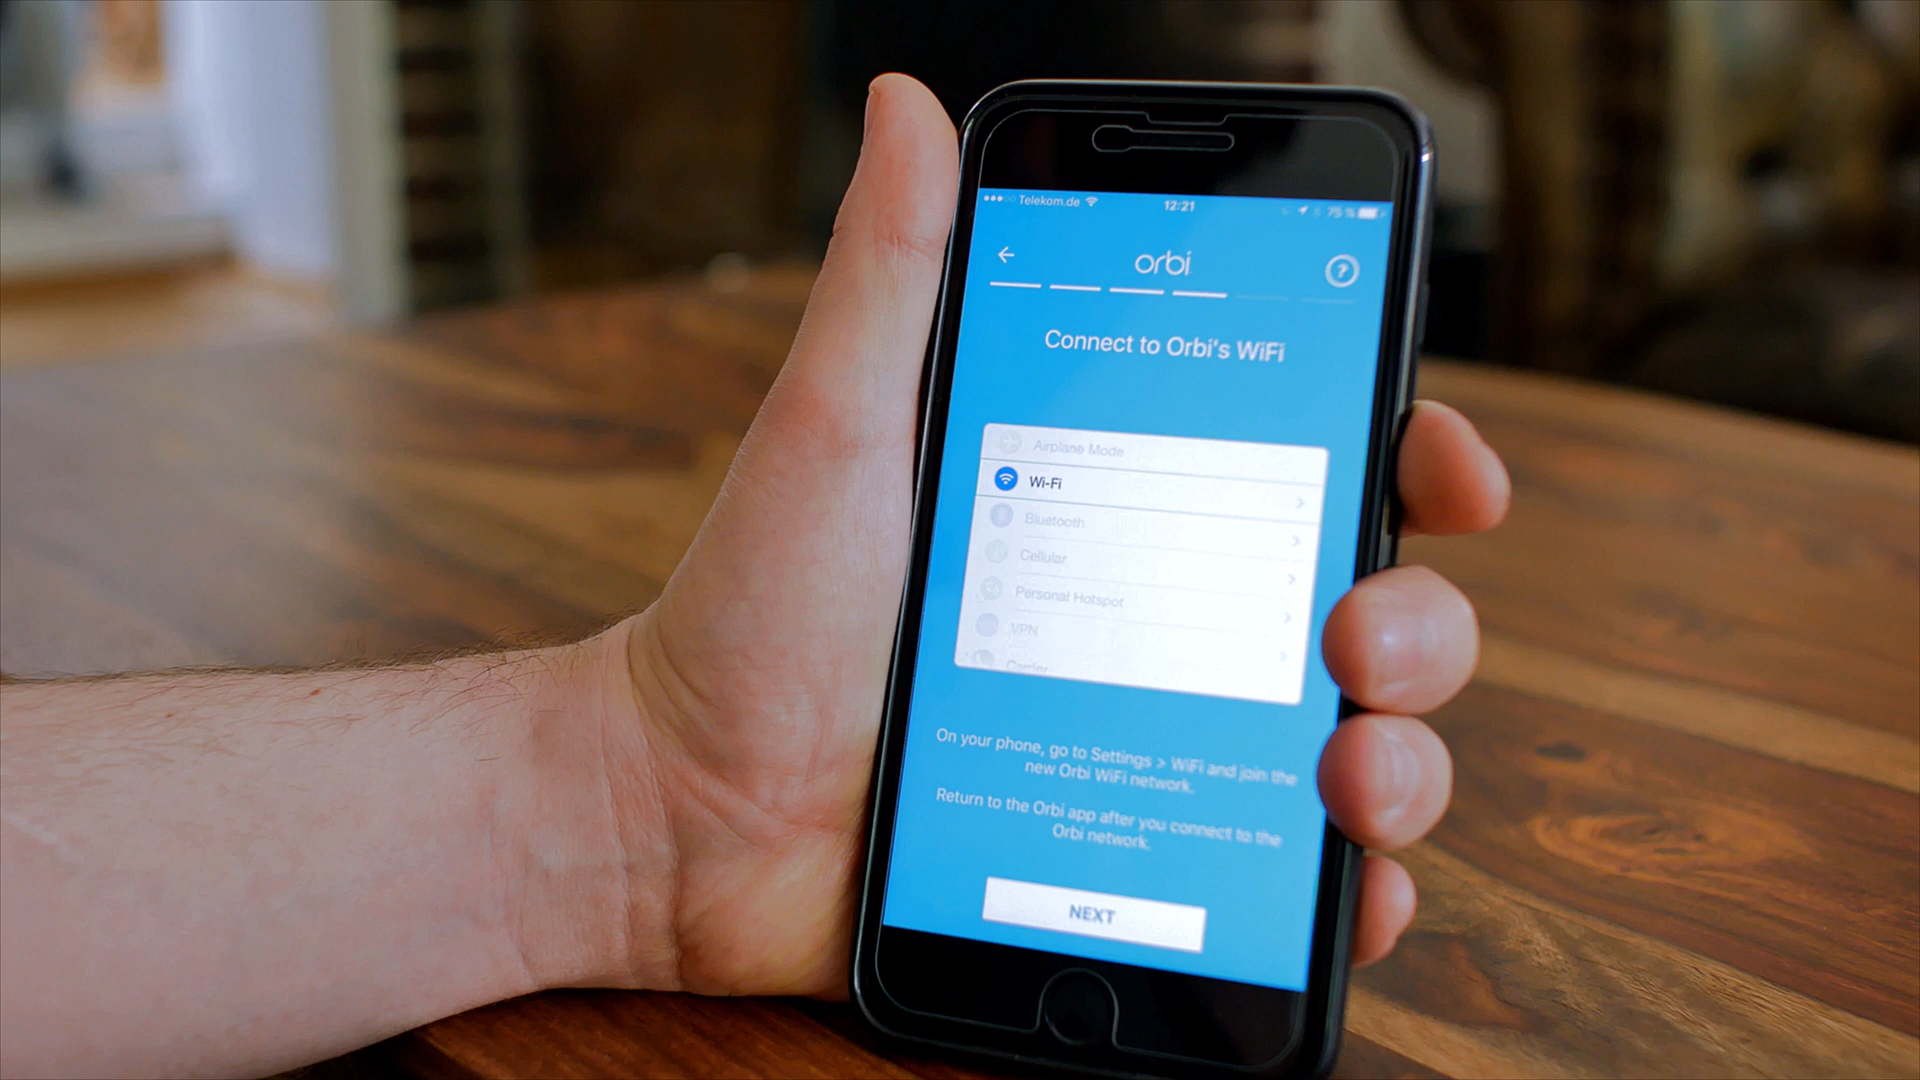 Telekom.de 12:21 75 %
orbi ?
Connect to Orbi's WiFi
Airplane Mode
Wi-Fi
Bluetooth
Cellular
Personal Hotspot
VPN
Carrier
On your phone, go to Settings > WiFi and join the
new Orbi WiFi network.
Return to the Orbi app after you connect to the
Orbi network.
NEXT